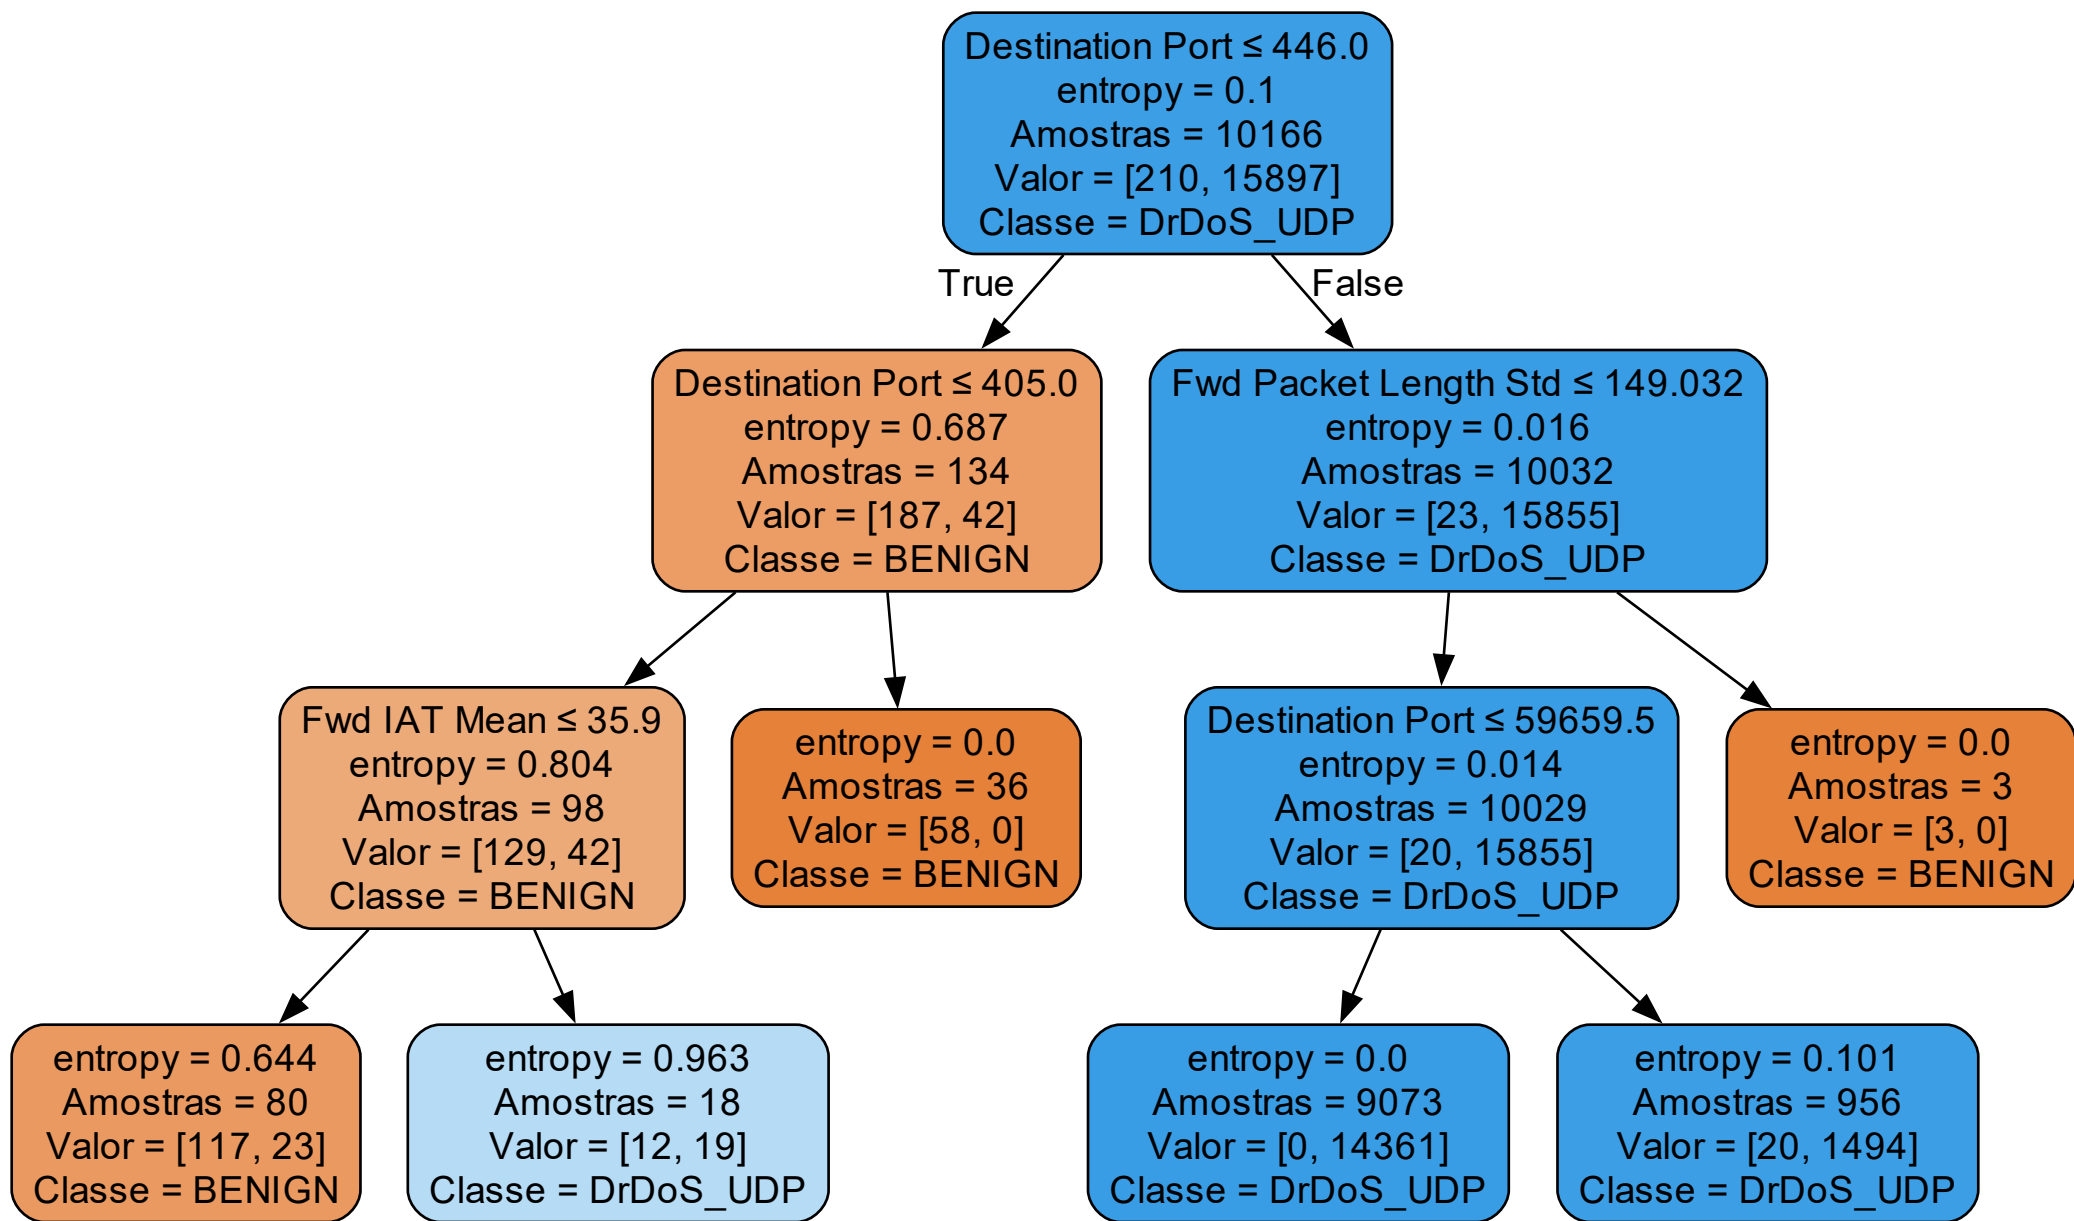 Destination Port ≤ 446.0
entropy = 0.1
Amostras = 10166
Valor = [210, 15897]
Classe = DrDoS_UDP
True
False
Destination Port ≤ 405.0
entropy = 0.687
Amostras = 134
Valor = [187, 42]
Classe = BENIGN
Fwd Packet Length Std ≤ 149.032
entropy = 0.016
Amostras = 10032
Valor = [23, 15855]
Classe = DrDoS_UDP
Fwd IAT Mean ≤ 35.9
entropy = 0.804
Amostras = 98
Valor = [129, 42]
Classe = BENIGN
entropy = 0.0
Amostras = 36
Valor = [58, 0]
Classe = BENIGN
Destination Port ≤ 59659.5
entropy = 0.014
Amostras = 10029
Valor = [20, 15855]
Classe = DrDoS_UDP
entropy = 0.0
Amostras = 3
Valor = [3, 0]
Classe = BENIGN
entropy = 0.644
Amostras = 80
Valor = [117, 23]
Classe = BENIGN
entropy = 0.963
Amostras = 18
Valor = [12, 19]
Classe = DrDoS_UDP
entropy = 0.0
Amostras = 9073
Valor = [0, 14361]
Classe = DrDoS_UDP
entropy = 0.101
Amostras = 956
Valor = [20, 1494]
Classe = DrDoS_UDP